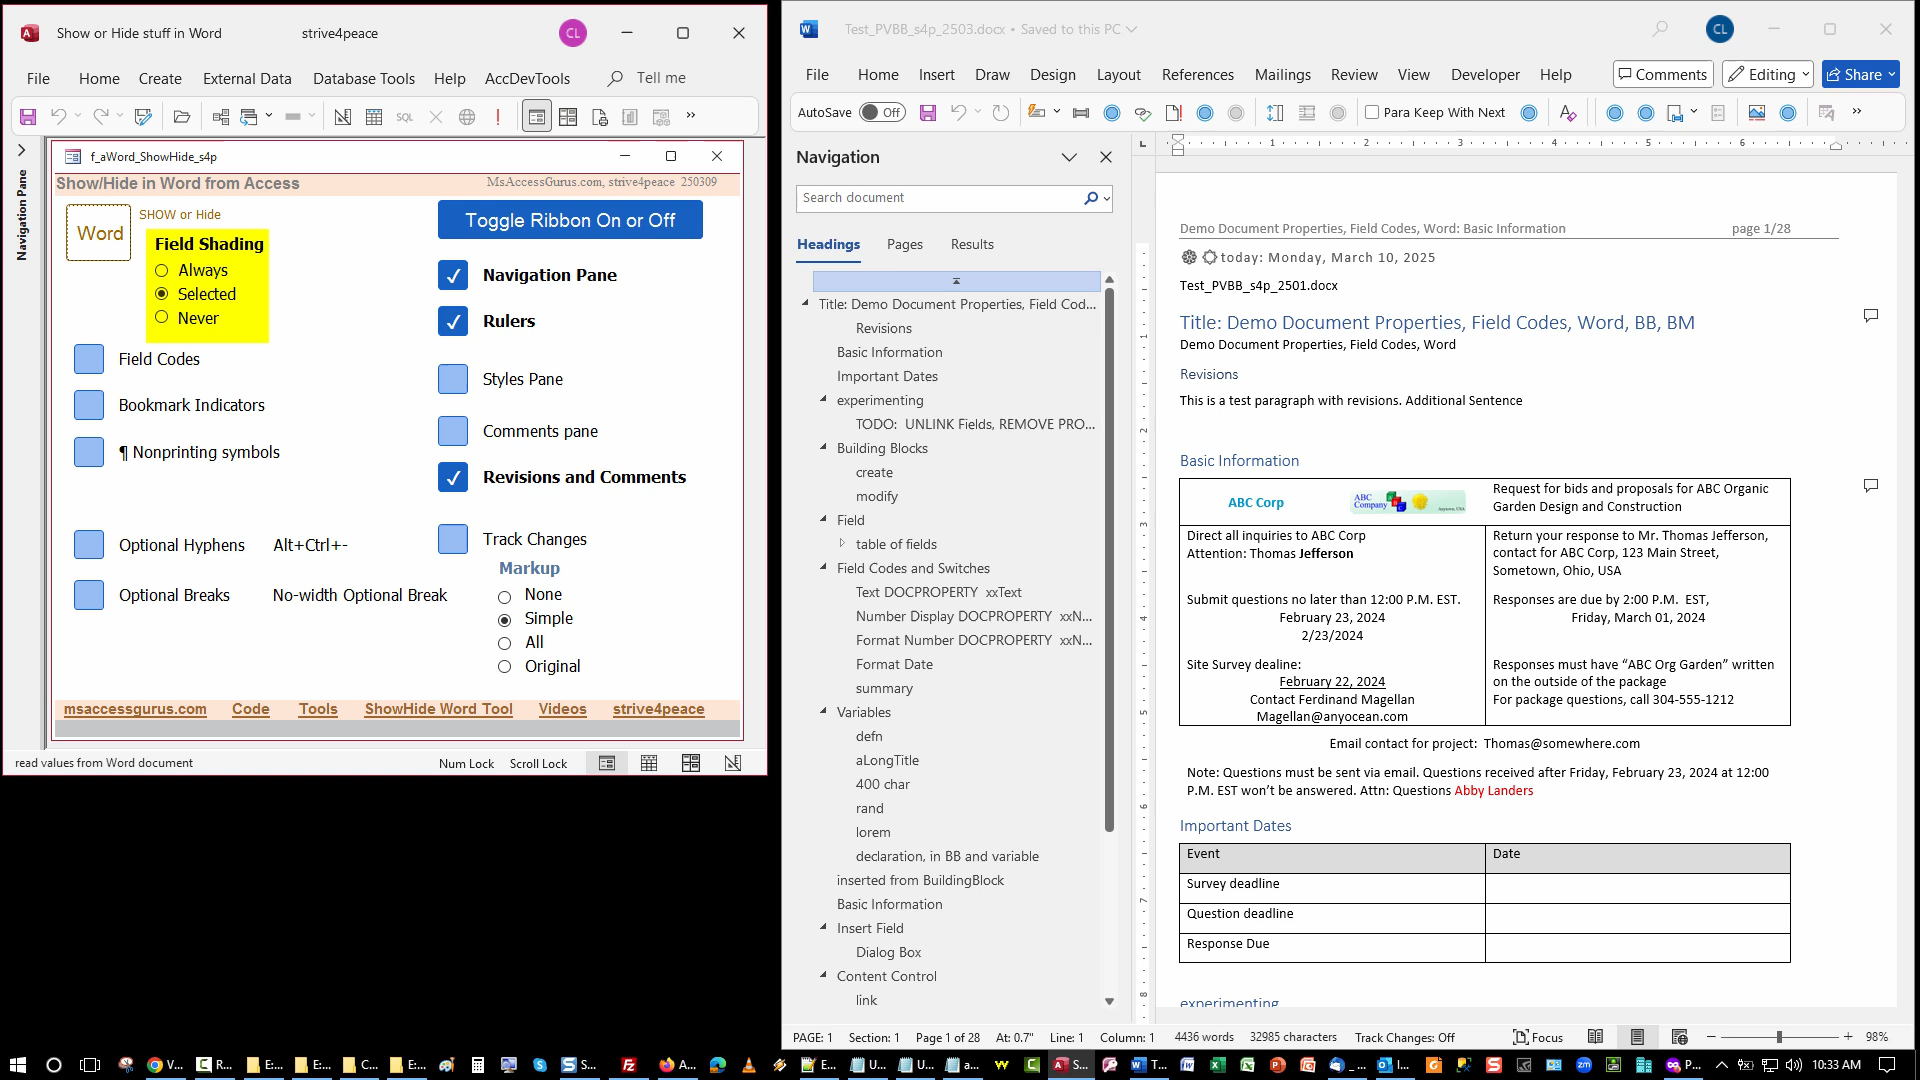 Show or Hide stuff in Word strive4peace CL
File Home Create External Data Database Tools Help AccDevTools Tell me
SQL
Navigation Pane
f_aWord_ShowHide_s4p
Show/Hide in Word from Access MsAccessGurus.com, strive4peace 250309
Word
SHOW or Hide
Field Shading
Always
Selected
Never
Field Codes
Bookmark Indicators
¶ Nonprinting symbols
Optional Hyphens Alt+Ctrl+-
Optional Breaks No-width Optional Break
Toggle Ribbon On or Off
Navigation Pane
Rulers
Styles Pane
Comments pane
Revisions and Comments
Track Changes
Markup
None
Simple
All
Original
msaccessgurus.com Code Tools ShowHide Word Tool Videos strive4peace
read values from Word document Num Lock Scroll Lock
Test_PVBB_s4p_2503.docx • Saved to this PC CL
File Home Insert Draw Design Layout References Mailings Review View Developer Help Comments Editing Share
AutoSave Off Para Keep With Next
Navigation
Search document
Headings Pages Results
Title: Demo Document Properties, Field Cod...
Revisions
Basic Information
Important Dates
experimenting
TODO: UNLINK Fields, REMOVE PRO...
Building Blocks
create
modify
Field
table of fields
Field Codes and Switches
Text DOCPROPERTY xxText
Number Display DOCPROPERTY xxN...
Format Number DOCPROPERTY xxN...
Format Date
summary
Variables
defn
aLongTitle
400 char
rand
lorem
declaration, in BB and variable
inserted from BuildingBlock
Basic Information
Insert Field
Dialog Box
Content Control
link
1 2 3 4 5 6
1
2
3
4
5
6
7
8
Demo Document Properties, Field Codes, Word: Basic Information page 1/28
today: Monday, March 10, 2025
Test_PVBB_s4p_2501.docx
Title: Demo Document Properties, Field Codes, Word, BB, BM
Demo Document Properties, Field Codes, Word
Revisions
This is a test paragraph with revisions. Additional Sentence
Basic Information
ABC Corp
ABC
Company
Request for bids and proposals for ABC Organic
Garden Design and Construction
Direct all inquiries to ABC Corp
Attention: Thomas Jefferson
Submit questions no later than 12:00 P.M. EST.
February 23, 2024
2/23/2024
Site Survey dealine:
February 22, 2024
Contact Ferdinand Magellan
Magellan@anyocean.com
Return your response to Mr. Thomas Jefferson,
contact for ABC Corp, 123 Main Street,
Sometown, Ohio, USA
Responses are due by 2:00 P.M. EST,
Friday, March 01, 2024
Responses must have “ABC Org Garden” written
on the outside of the package
For package questions, call 304-555-1212
Email contact for project: Thomas@somewhere.com
Note: Questions must be sent via email. Questions received after Friday, February 23, 2024 at 12:00
P.M. EST won’t be answered. Attn: Questions Abby Landers
Important Dates
Event Date
Survey deadline
Question deadline
Response Due
experimenting
PAGE: 1 Section: 1 Page 1 of 28 At: 0.7" Line: 1 Column: 1 4436 words 32985 characters Track Changes: Off Focus 98%
V... R... E... E... C... E... S... A... E... U... U... a... S... T... _ ... I... P... 10:33 AM